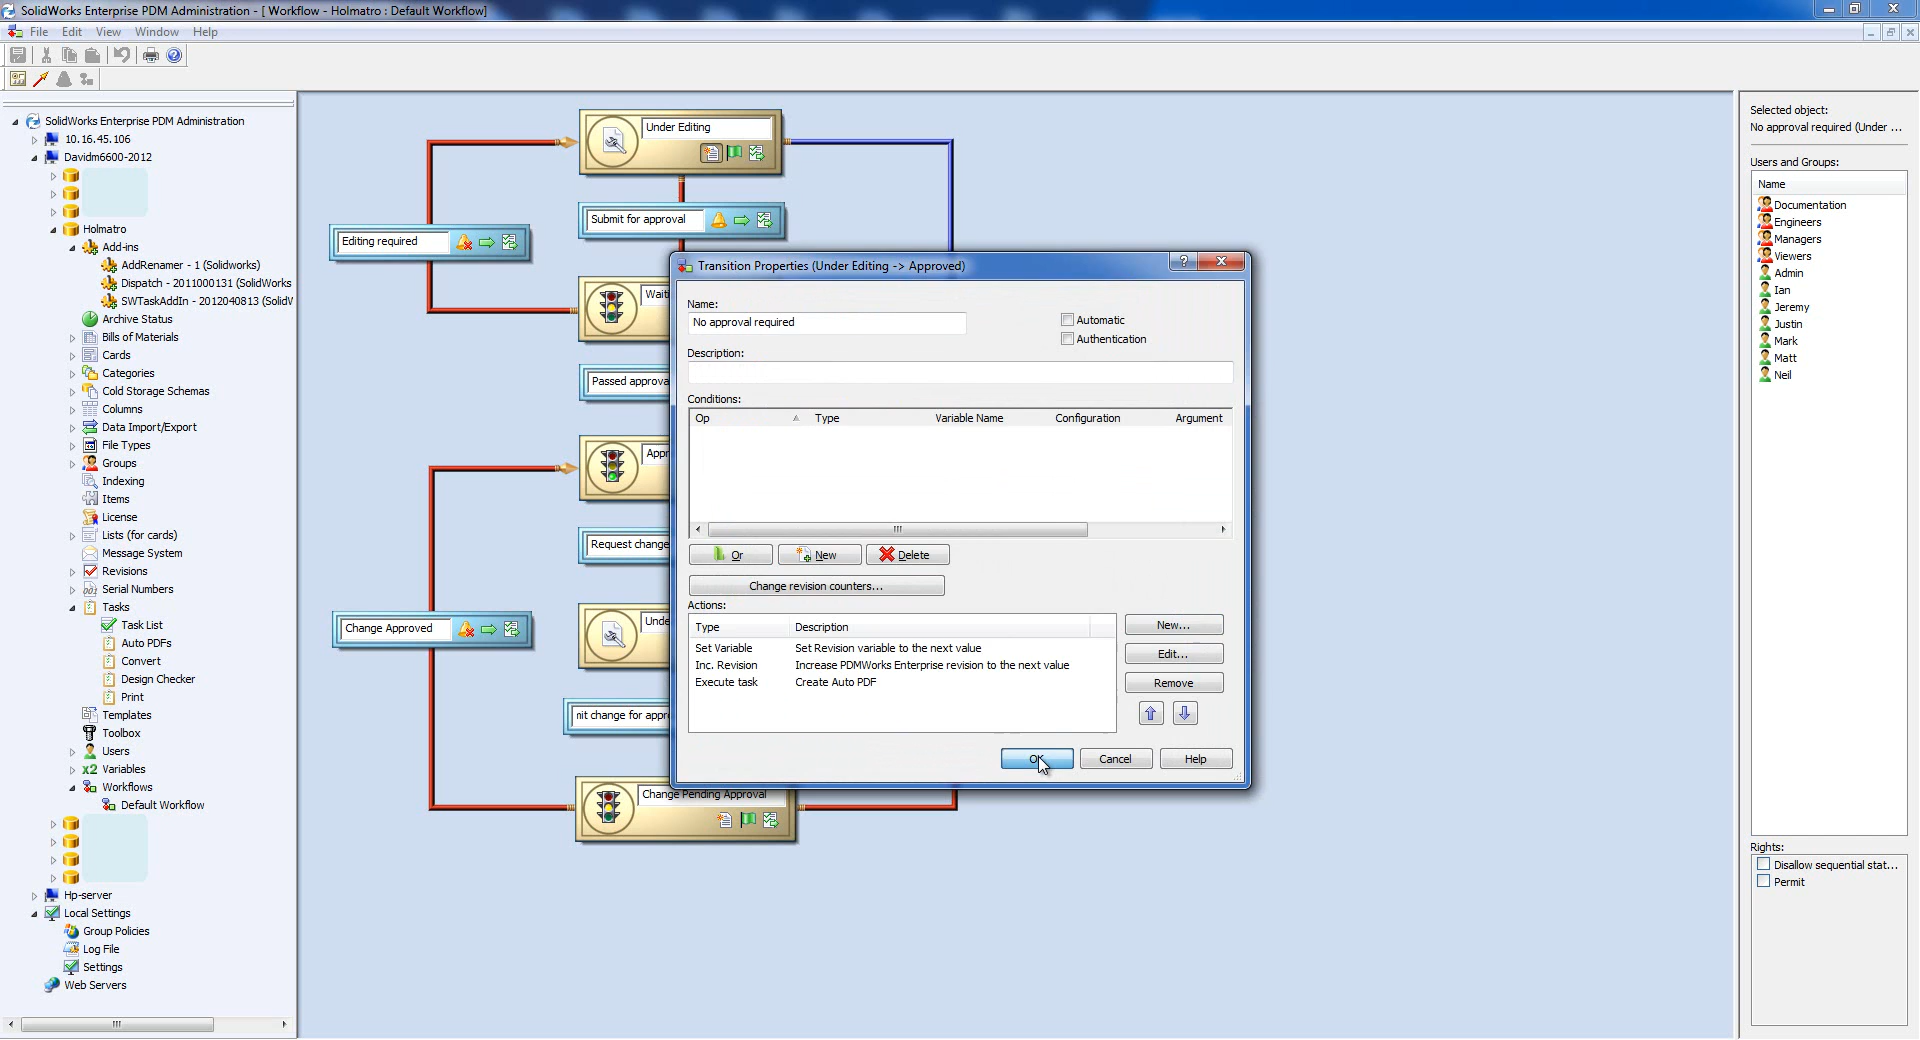 SolidWorks Enterprise PDM Administration - [ Workflow - Holmatro : Default Workflow]
File Edit View Window Help
SolidWorks Enterprise PDM Administration
10.16.45.106
Davidm6600-2012
Holmatro
Add-ins
AddRenamer - 1 (Solidworks)
Dispatch - 2011000131 (SolidWorks
SWTaskAddIn - 2012040813 (SolidW
Archive Status
Bills of Materials
Cards
Categories
Cold Storage Schemas
Columns
Data Import/Export
File Types
Groups
Indexing
Items
License
Lists (for cards)
Message System
Revisions
Serial Numbers
Tasks
Task List
Auto PDFs
Convert
Design Checker
Print
Templates
Toolbox
Users
Variables
Workflows
Default Workflow
Hp-server
Local Settings
Group Policies
Log File
Settings
Web Servers
Under Editing
Submit for approval
Editing required
Waiti
Passed approva
Appr
Request change
Change Approved
Unde
nit change for appro
Change Pending Approval
Transition Properties (Under Editing -> Approved)
Name:
No approval required
Automatic
Authentication
Description:
Conditions:
Op Type Variable Name Configuration Argument
Or New Delete
Change revision counters...
Actions:
Type Description
Set Variable Set Revision variable to the next value
Inc. Revision Increase PDMWorks Enterprise revision to the next value
Execute task Create Auto PDF
New...
Edit...
Remove
OK Cancel Help
Selected object:
No approval required (Under ...
Users and Groups:
Name
Documentation
Engineers
Managers
Viewers
Admin
Ian
Jeremy
Justin
Mark
Matt
Neil
Rights:
Disallow sequential stat...
Permit